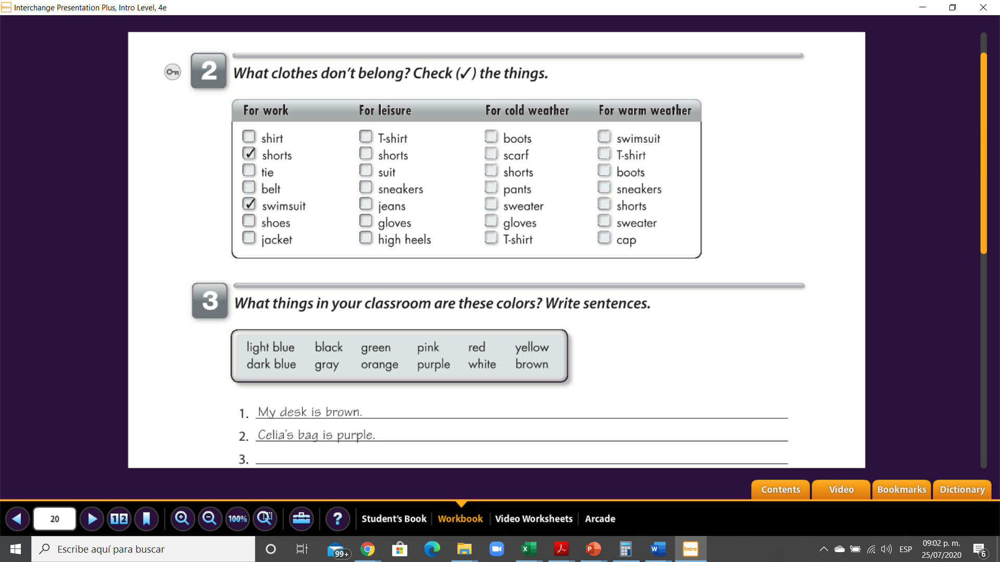 Interchange Presentation Plus, Intro Level, 4e
2 What clothes don't belong? Check (✓) the things.
For work For leisure For cold weather For warm weather
shirt T-shirt boots swimsuit
✓ shorts shorts scarf T-shirt
tie suit shorts boots
belt sneakers pants sneakers
✓ swimsuit jeans sweater shorts
shoes gloves gloves sweater
jacket high heels T-shirt cap
3 What things in your classroom are these colors? Write sentences.
light blue black green pink red yellow
dark blue gray orange purple white brown
1. My desk is brown.
2. Celia's bag is purple.
3.
Contents Video Bookmarks Dictionary
20 12 100% ? Student's Book Workbook Video Worksheets Arcade
Escribe aquí para buscar 99+ Intro ESP 09:02 p. m.
25/07/2020 6